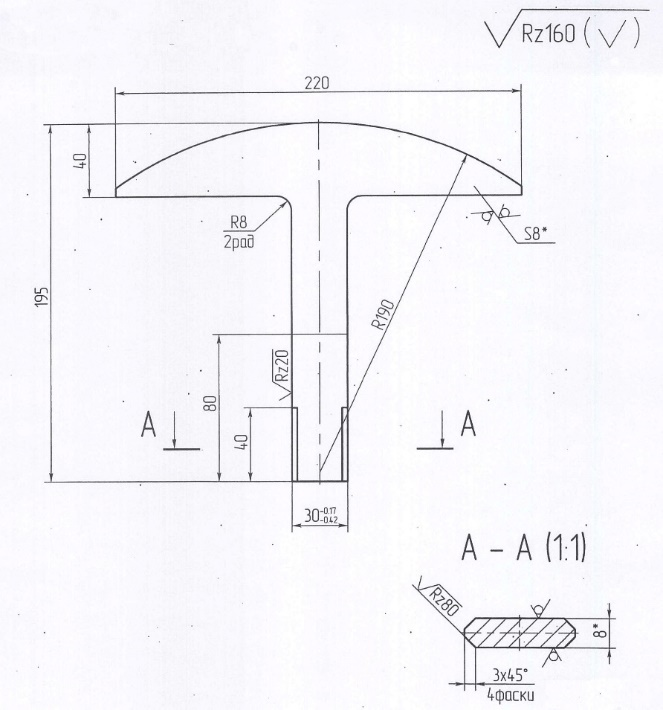 √Rz160 (√)
220
40
R8
2рад
S8*
195
R190
√Rz20
80
40
А
А
30 -0.17
-0.42
А – А (1:1)
√Rz80
8*
3x45°
4фаски